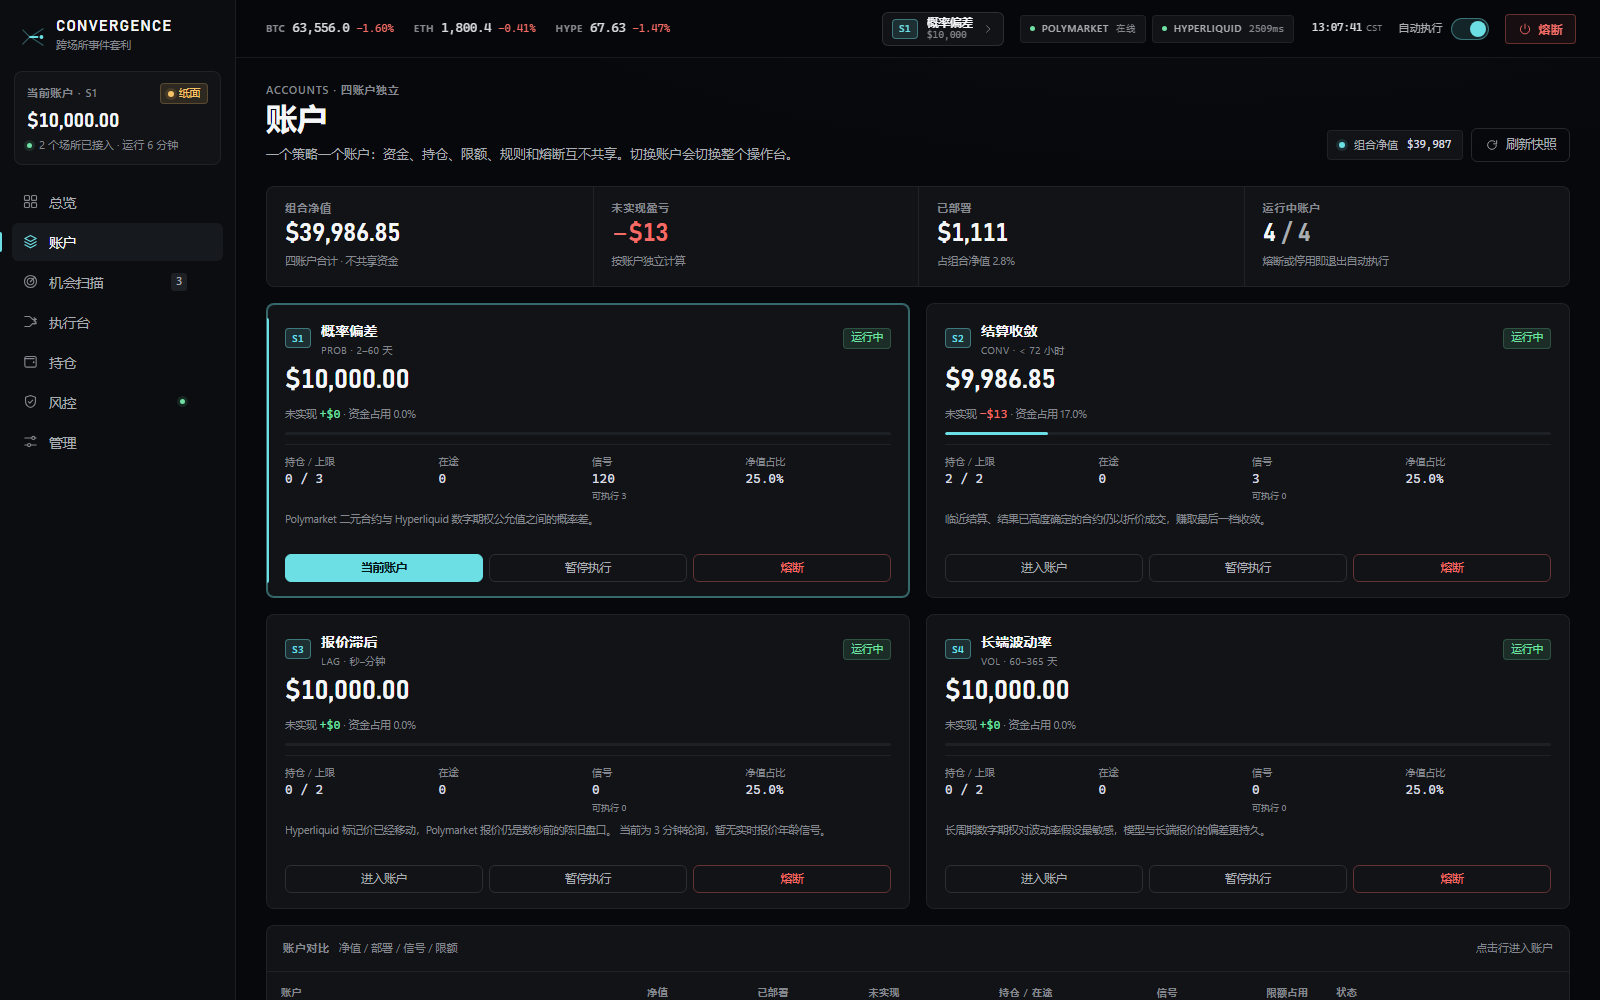 CONVERGENCE
跨场所事件套利
当前账户 · S1
纸面
$10,000.00
2 个场所已接入 · 运行 6 分钟
总览
账户
机会扫描
3
执行台
持仓
风控
管理
BTC 63,556.0 −1.60%
ETH 1,800.4 −0.41%
HYPE 67.63 −1.47%
S1
概率偏差
$10,000
POLYMARKET 在线
HYPERLIQUID 2509ms
13:07:41 CST
自动执行
熔断
ACCOUNTS · 四账户独立
账户
一个策略一个账户：资金、持仓、限额、规则和熔断互不共享。切换账户会切换整个操作台。
组合净值 $39,987
刷新快照
组合净值
$39,986.85
四账户合计 · 不共享资金
未实现盈亏
−$13
按账户独立计算
已部署
$1,111
占组合净值 2.8%
运行中账户
4 / 4
熔断或停用即退出自动执行
S1
概率偏差
PROB · 2–60 天
运行中
$10,000.00
未实现 +$0 · 资金占用 0.0%
持仓 / 上限
0 / 3
在途
0
信号
120
可执行 3
净值占比
25.0%
Polymarket 二元合约与 Hyperliquid 数字期权公允值之间的概率差。
当前账户
暂停执行
熔断
S2
结算收敛
CONV · < 72 小时
运行中
$9,986.85
未实现 −$13 · 资金占用 17.0%
持仓 / 上限
2 / 2
在途
0
信号
3
可执行 0
净值占比
25.0%
临近结算、结果已高度确定的合约仍以折价成交，赚取最后一档收敛。
进入账户
暂停执行
熔断
S3
报价滞后
LAG · 秒–分钟
运行中
$10,000.00
未实现 +$0 · 资金占用 0.0%
持仓 / 上限
0 / 2
在途
0
信号
0
可执行 0
净值占比
25.0%
Hyperliquid 标记价已经移动，Polymarket 报价仍是数秒前的陈旧盘口。 当前为 3 分钟轮询，暂无实时报价年龄信号。
进入账户
暂停执行
熔断
S4
长端波动率
VOL · 60–365 天
运行中
$10,000.00
未实现 +$0 · 资金占用 0.0%
持仓 / 上限
0 / 2
在途
0
信号
0
可执行 0
净值占比
25.0%
长周期数字期权对波动率假设最敏感，模型与长端报价的偏差更持久。
进入账户
暂停执行
熔断
账户对比 净值 / 部署 / 信号 / 限额
点击行进入账户
账户 净值 已部署 未实现 持仓 / 在途 信号 限额占用 状态